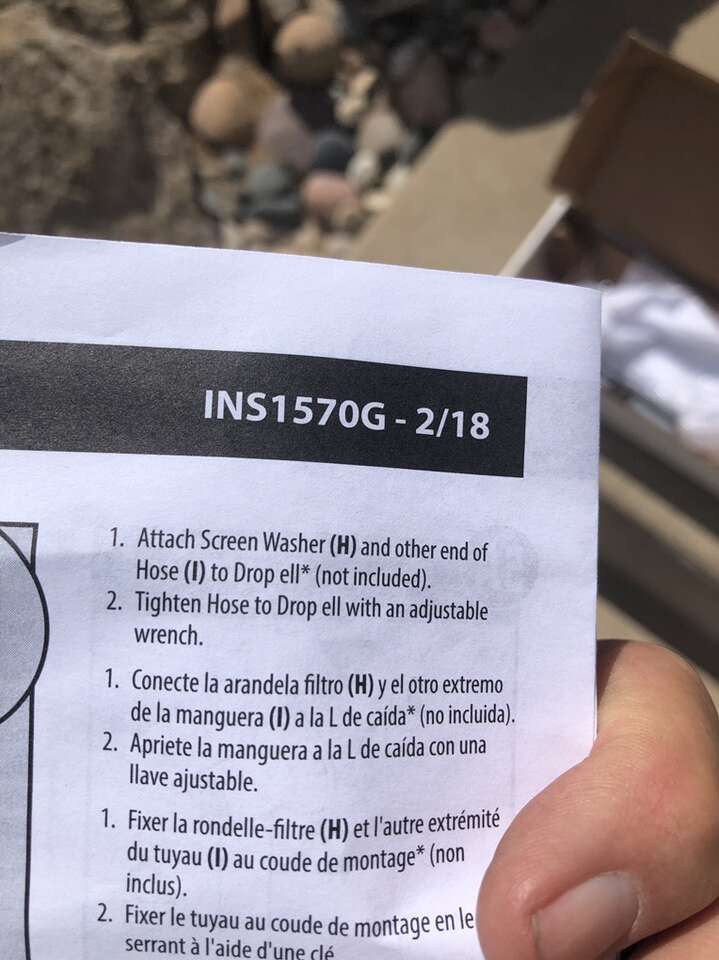 INS1570G - 2/18
1. Attach Screen Washer (H) and other end of
Hose (I) to Drop ell* (not included).
2. Tighten Hose to Drop ell with an adjustable
wrench.
1. Conecte la arandela filtro (H) y el otro extremo
de la manguera (I) a la L de caída* (no incluida).
2. Apriete la manguera a la L de caída con una
llave ajustable.
1. Fixer la rondelle-filtre (H) et l'autre extrémité
du tuyau (I) au coude de montage* (non
inclus).
2. Fixer le tuyau au coude de montage en le
serrant à l'aide d'une clé